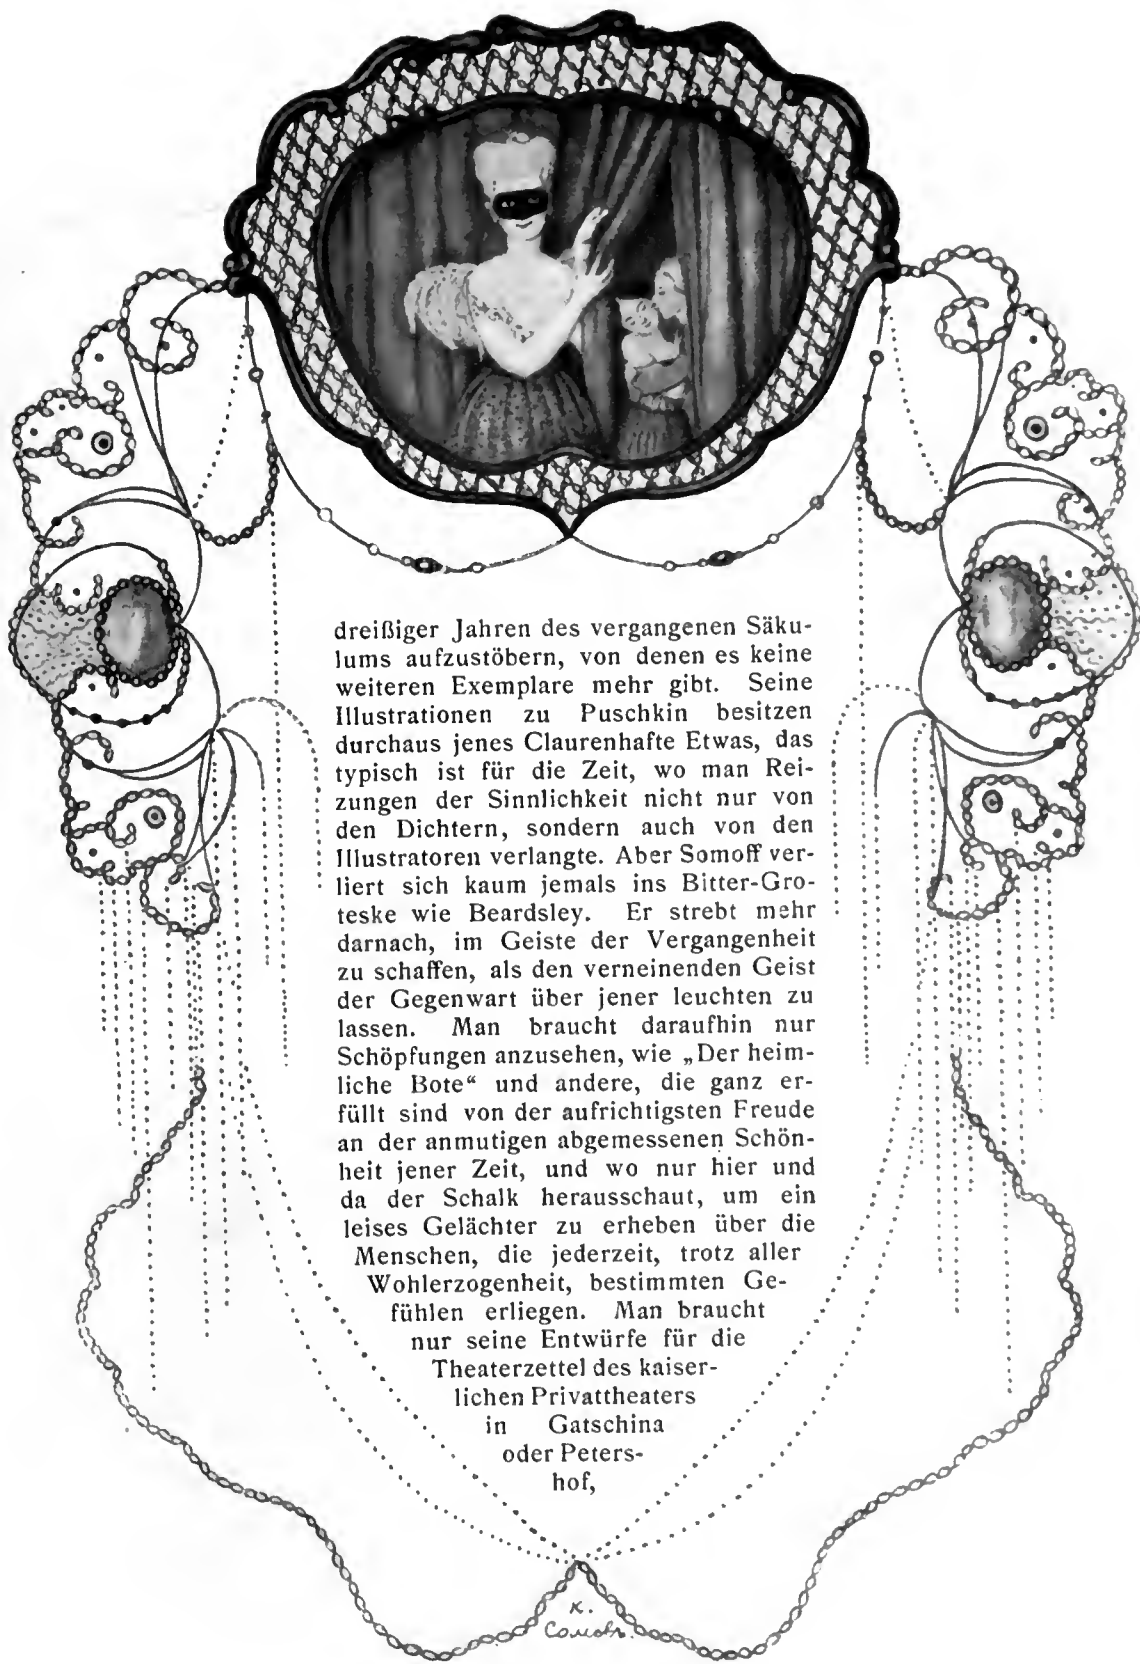 dreißiger Jahren des vergangenen Säku-
lums aufzustöbern, von denen es keine
weiteren Exemplare mehr gibt. Seine
Illustrationen zu Puschkin besitzen
durchaus jenes Claurenhafte Etwas, das
typisch ist für die Zeit, wo man Rei-
zungen der Sinnlichkeit nicht nur von
den Dichtern, sondern auch von den
Illustratoren verlangte. Aber Somoff ver-
liert sich kaum jemals ins Bitter-Gro-
teske wie Beardsley. Er strebt mehr
darnach, im Geiste der Vergangenheit
zu schaffen, als den verneinenden Geist
der Gegenwart über jener leuchten zu
lassen. Man braucht daraufhin nur
Schöpfungen anzusehen, wie „Der heim-
liche Bote“ und andere, die ganz er-
füllt sind von der aufrichtigsten Freude
an der anmutigen abgemessenen Schön-
heit jener Zeit, und wo nur hier und
da der Schalk herausschaut, um ein
leises Gelächter zu erheben über die
Menschen, die jederzeit, trotz aller
Wohlerzogenheit, bestimmten Ge-
fühlen erliegen. Man braucht
nur seine Entwürfe für die
Theaterzettel des kaiser-
lichen Privattheaters
in Gatschina
oder Peters-
hof,
К.
Сомовъ.